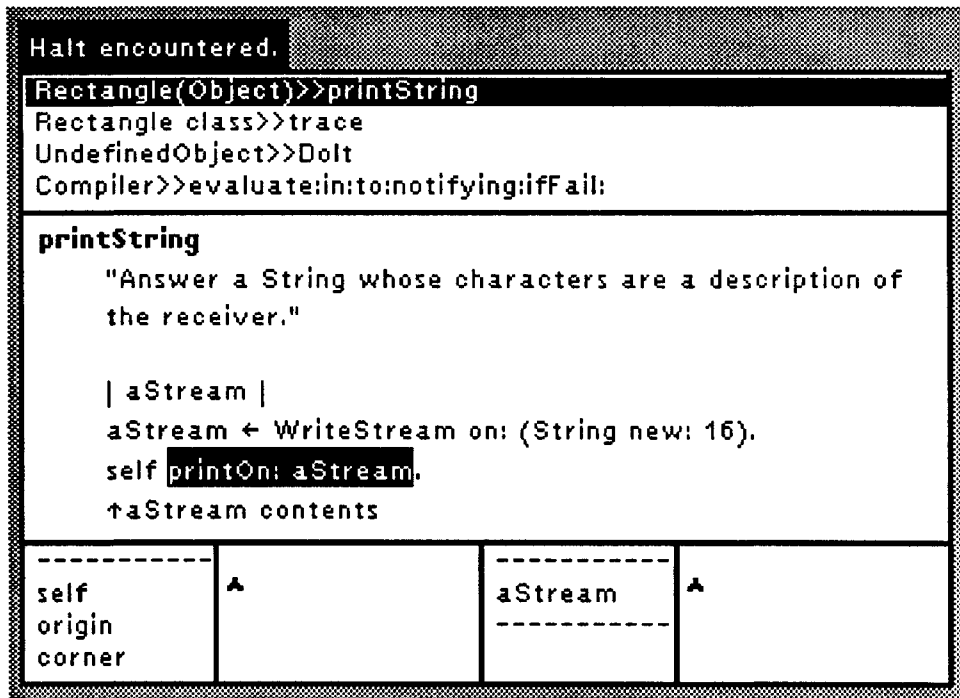 Halt encountered.
Rectangle(Object)>>printString
Rectangle class>>trace
UndefinedObject>>DoIt
Compiler>>evaluate:in:to:notifying:ifFail:
printString
"Answer a String whose characters are a description of
the receiver."
| aStream |
aStream ← WriteStream on: (String new: 16).
self printOn: aStream.
↑aStream contents
-----------
self
origin
corner
-----------
aStream
-----------